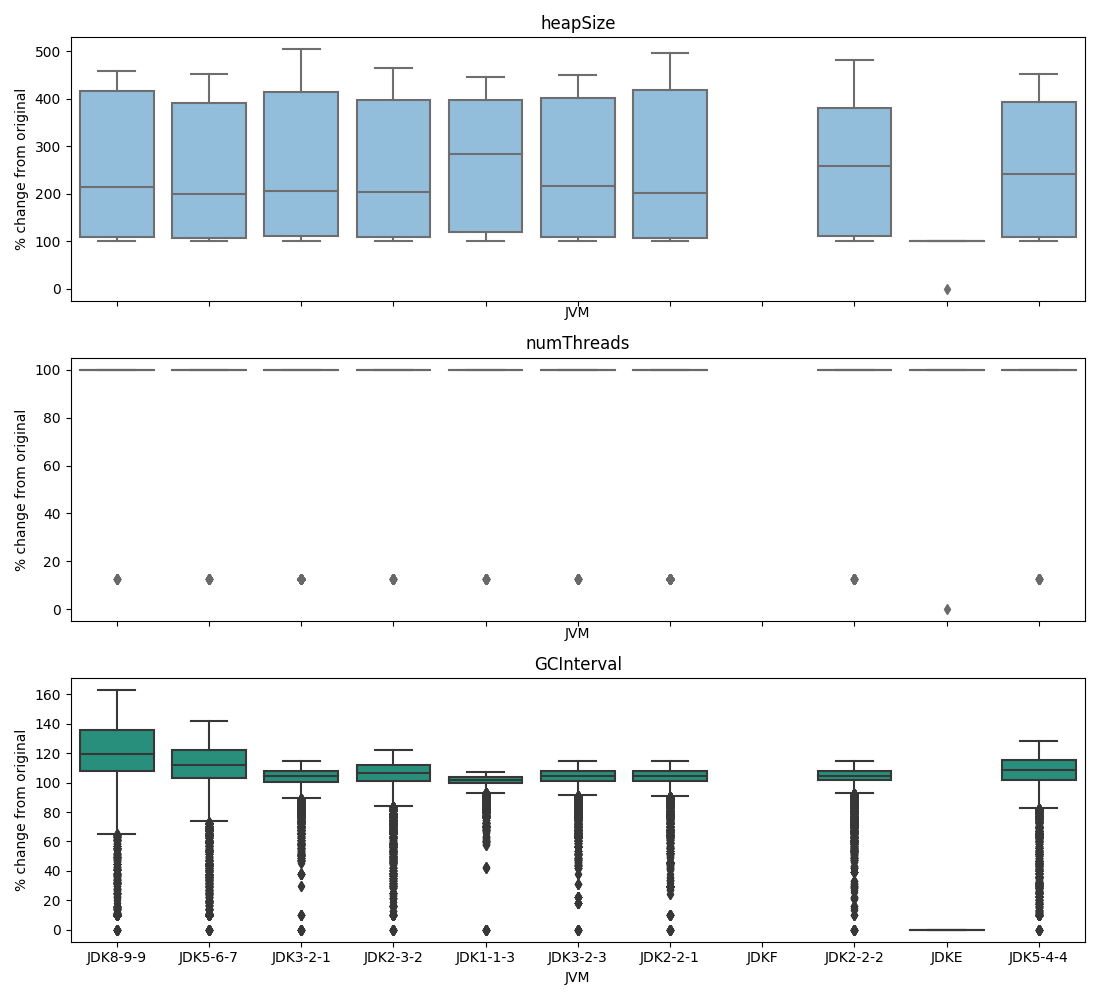 heapSize
% change from original
500
400
300
200
100
0
JVM
numThreads
% change from original
100
80
60
40
20
0
JVM
GCInterval
% change from original
160
140
120
100
80
60
40
20
0
JDK8-9-9 JDK5-6-7 JDK3-2-1 JDK2-3-2 JDK1-1-3 JDK3-2-3 JDK2-2-1 JDKF JDK2-2-2 JDKE JDK5-4-4
JVM